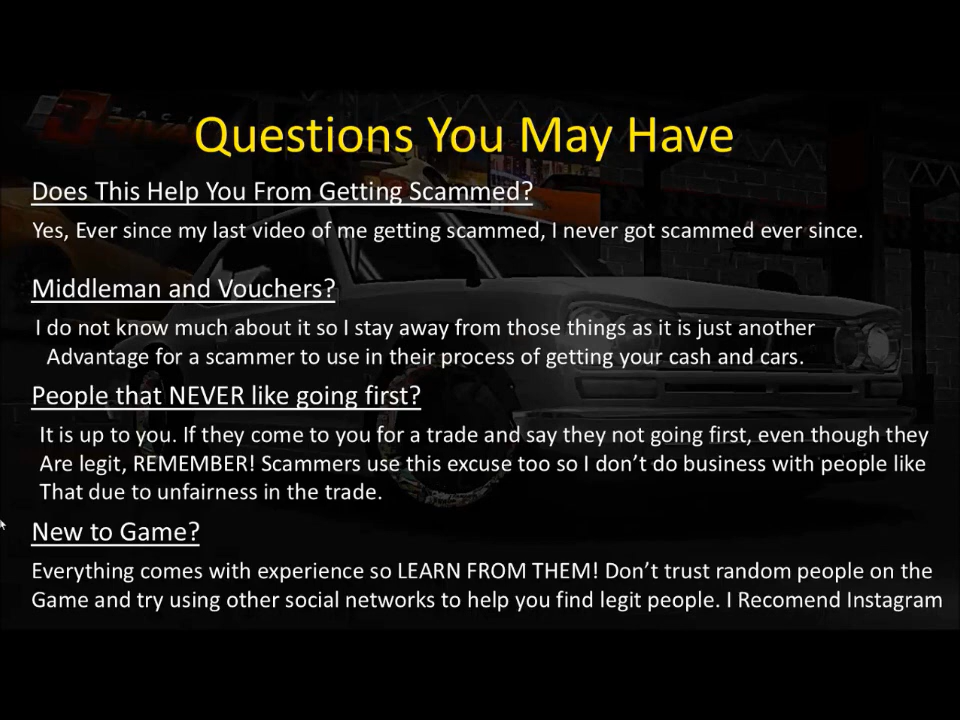 Questions You May Have
Does This Help You From Getting Scammed?
Yes, Ever since my last video of me getting scammed, I never got scammed ever since.
Middleman and Vouchers?
I do not know much about it so I stay away from those things as it is just another
Advantage for a scammer to use in their process of getting your cash and cars.
People that NEVER like going first?
It is up to you. If they come to you for a trade and say they not going first, even though they
Are legit, REMEMBER! Scammers use this excuse too so I don’t do business with people like
That due to unfairness in the trade.
New to Game?
Everything comes with experience so LEARN FROM THEM! Don’t trust random people on the
Game and try using other social networks to help you find legit people. I Recomend Instagram